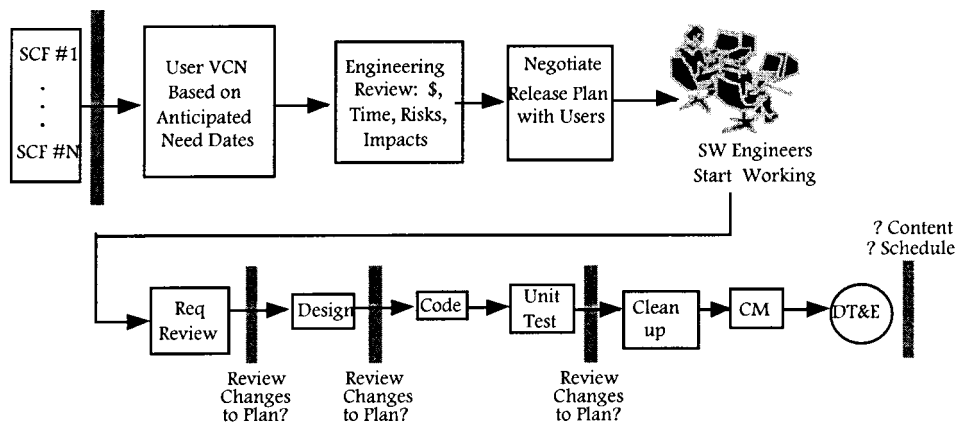 SCF #1
.
.
.
SCF #N
User VCN
Based on
Anticipated
Need Dates
Engineering
Review: $,
Time, Risks,
Impacts
Negotiate
Release Plan
with Users
SW Engineers
Start Working
? Content
? Schedule
Req
Review
Design
Code
Unit
Test
Clean
up
CM
DT&E
Review
Changes
to Plan?
Review
Changes
to Plan?
Review
Changes
to Plan?